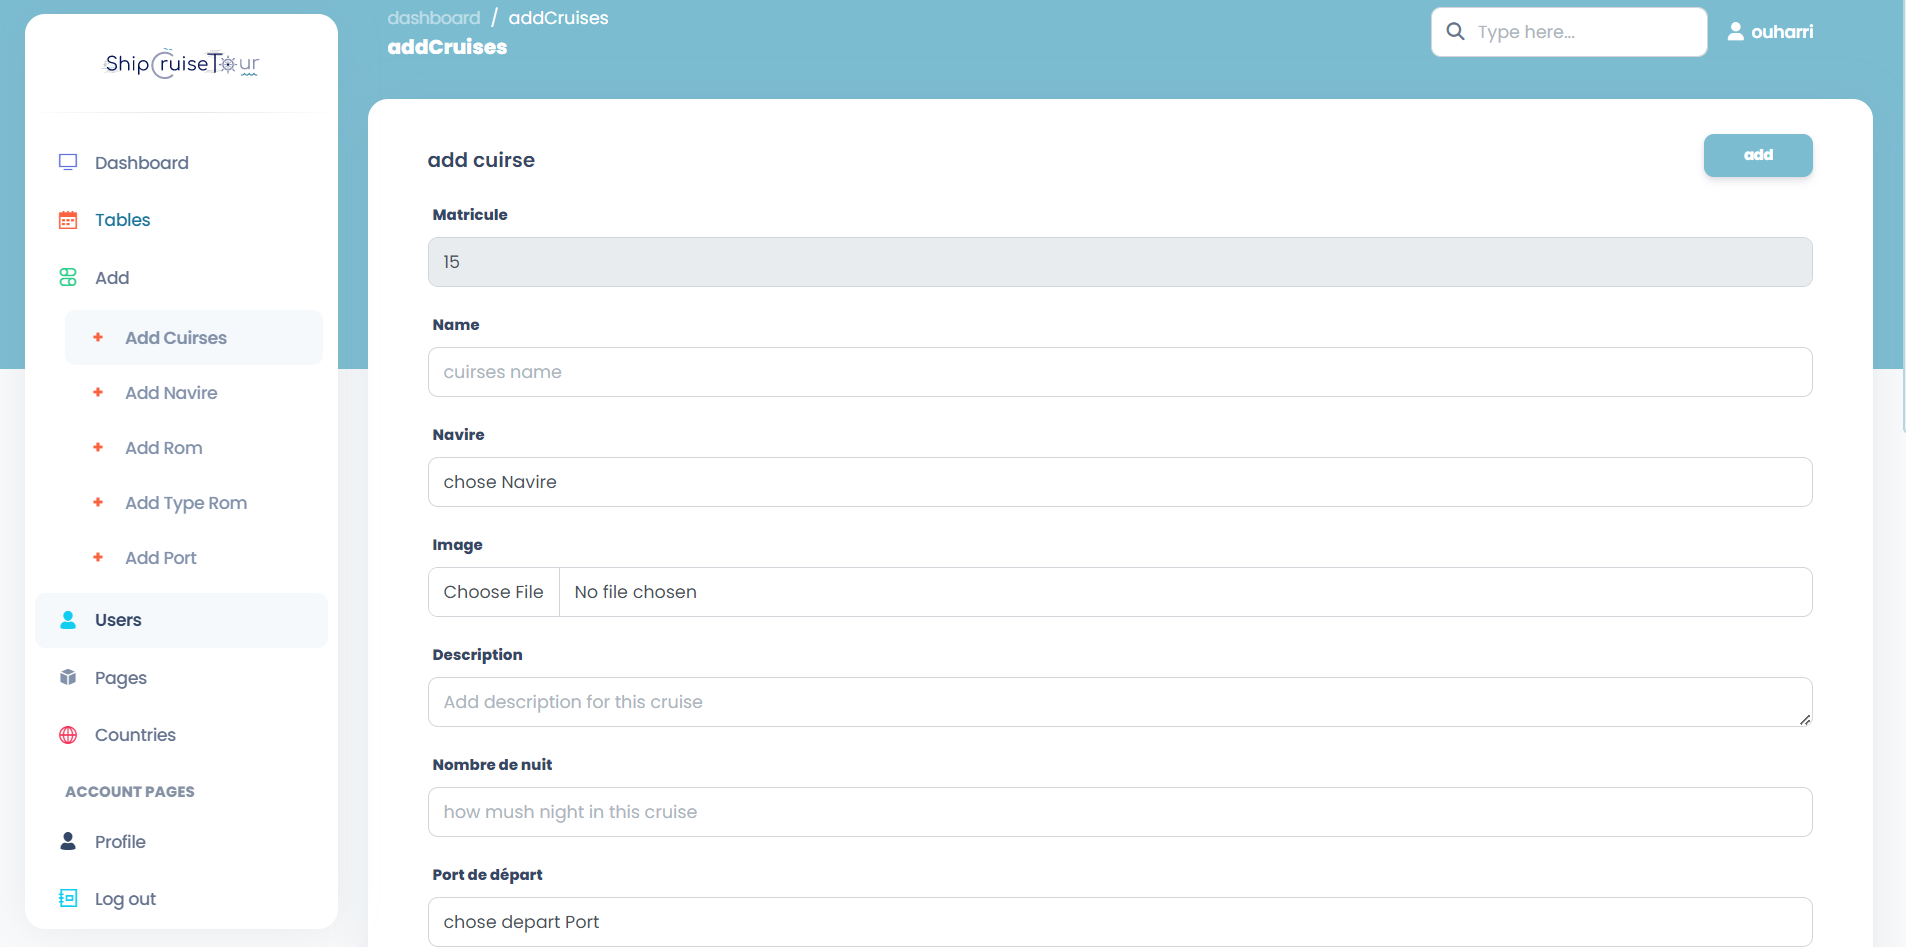 ShipCruiseTour
Dashboard
Tables
Add
Add Cuirses
Add Navire
Add Rom
Add Type Rom
Add Port
Users
Pages
Countries
ACCOUNT PAGES
Profile
Log out
dashboard / addCruises
addCruises
Type here...
ouharri
add cuirse
add
Matricule
15
Name
cuirses name
Navire
chose Navire
Image
Choose File No file chosen
Description
Add description for this cruise
Nombre de nuit
how mush night in this cruise
Port de départ
chose depart Port